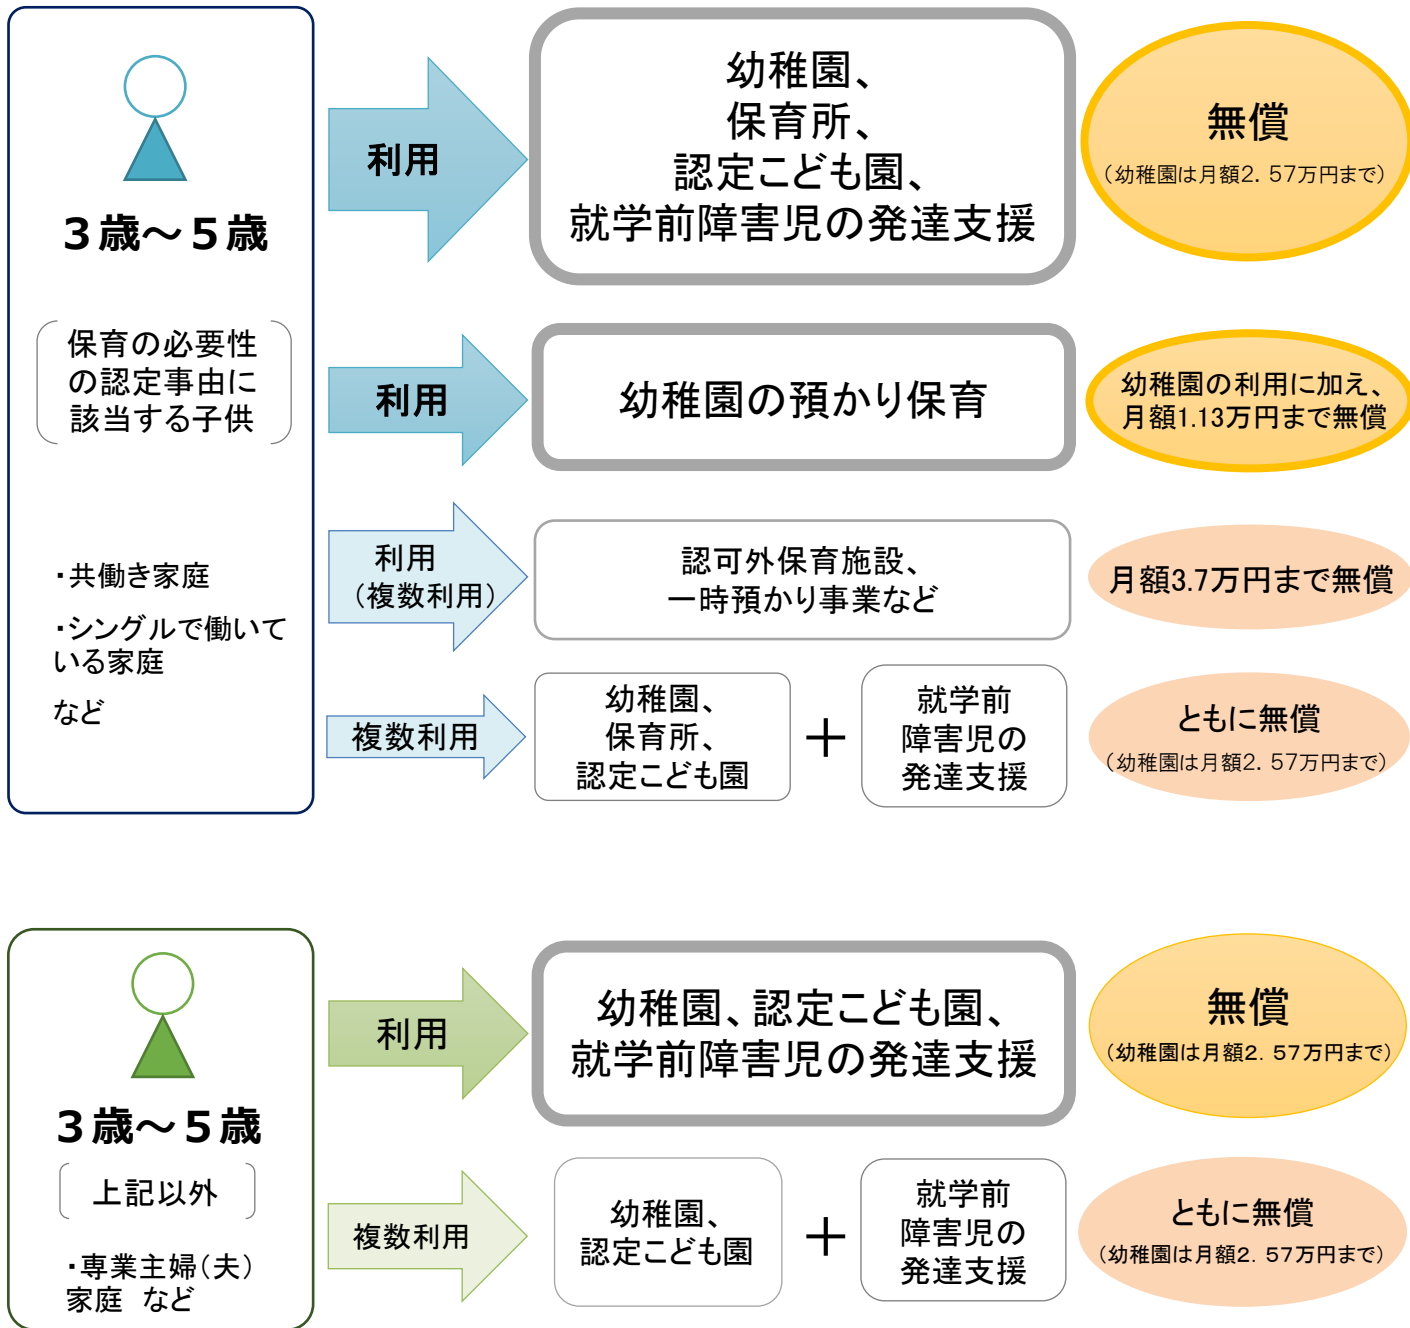 3歳~5歳
保育の必要性
の認定事由に
該当する子供
・共働き家庭
・シングルで働いて
いる家庭
など
利用
幼稚園、
保育所、
認定こども園、
就学前障害児の発達支援
無償
（幼稚園は月額2．57万円まで）
利用
幼稚園の預かり保育
幼稚園の利用に加え、
月額1.13万円まで無償
利用
（複数利用）
認可外保育施設、
一時預かり事業など
月額3.7万円まで無償
複数利用
幼稚園、
保育所、
認定こども園
＋
就学前
障害児の
発達支援
ともに無償
（幼稚園は月額2．57万円まで）
3歳~5歳
上記以外
・専業主婦（夫）
家庭　など
利用
幼稚園、認定こども園、
就学前障害児の発達支援
無償
（幼稚園は月額2．57万円まで）
複数利用
幼稚園、
認定こども園
＋
就学前
障害児の
発達支援
ともに無償
（幼稚園は月額2．57万円まで）